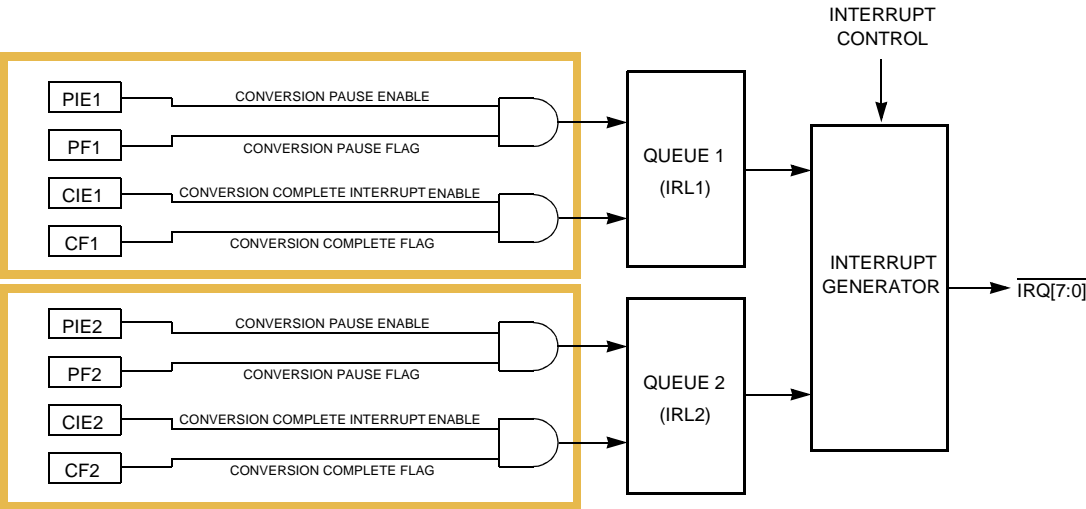 INTERRUPT
CONTROL
PIE1
CONVERSION PAUSE ENABLE
PF1
CONVERSION PAUSE FLAG
CIE1
CONVERSION COMPLETE INTERRUPT ENABLE
CF1
CONVERSION COMPLETE FLAG
QUEUE 1
(IRL1)
INTERRUPT
GENERATOR
IRQ[7:0]
PIE2
CONVERSION PAUSE ENABLE
PF2
CONVERSION PAUSE FLAG
CIE2
CONVERSION COMPLETE INTERRUPT ENABLE
CF2
CONVERSION COMPLETE FLAG
QUEUE 2
(IRL2)